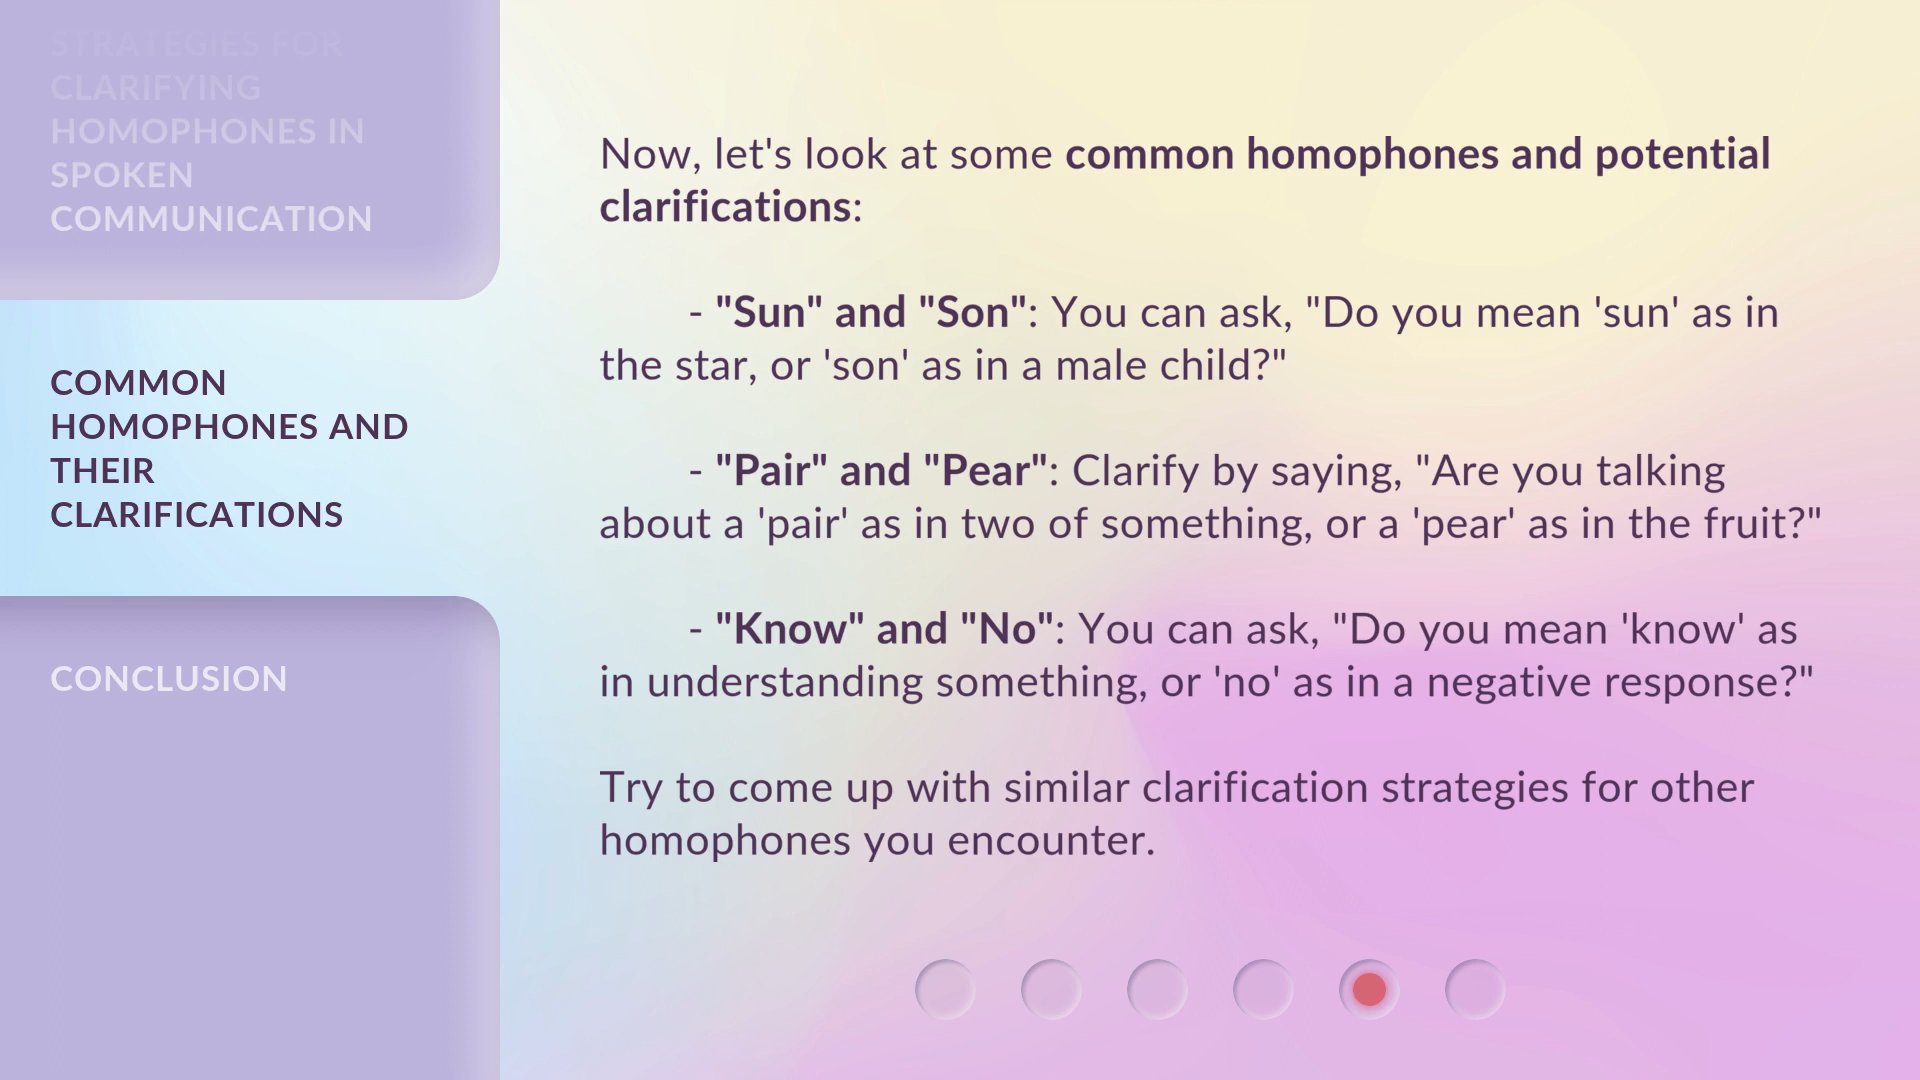 STRATEGIES FOR
CLARIFYING
HOMOPHONES IN
SPOKEN
COMMUNICATION
COMMON
HOMOPHONES AND
THEIR
CLARIFICATIONS
CONCLUSION
Now, let's look at some common homophones and potential
clarifications:
- "Sun" and "Son": You can ask, "Do you mean 'sun' as in
the star, or 'son' as in a male child?"
- "Pair" and "Pear": Clarify by saying, "Are you talking
about a 'pair' as in two of something, or a 'pear' as in the fruit?"
- "Know" and "No": You can ask, "Do you mean 'know' as
in understanding something, or 'no' as in a negative response?"
Try to come up with similar clarification strategies for other
homophones you encounter.